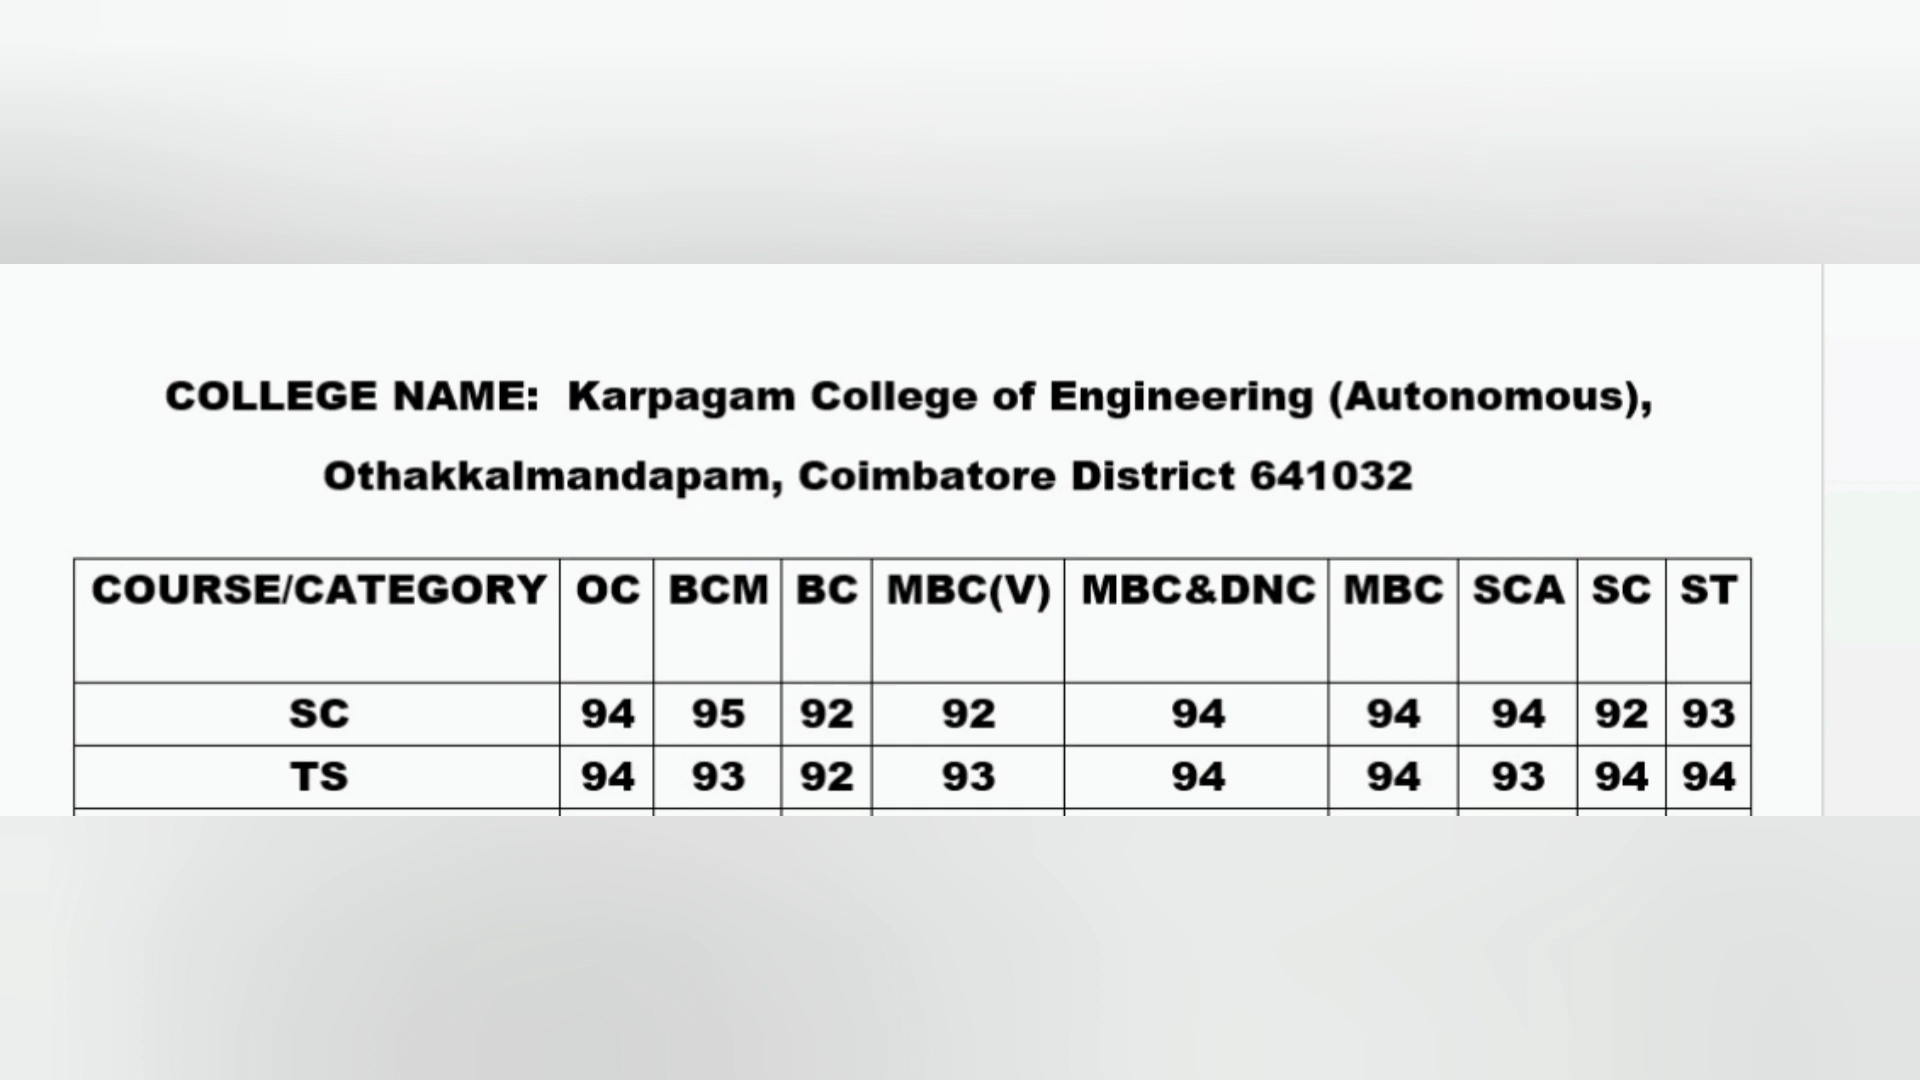 COLLEGE NAME: Karpagam College of Engineering (Autonomous),
Othakkalmandapam, Coimbatore District 641032
COURSE/CATEGORY OC BCM BC MBC(V) MBC&DNC MBC SCA SC ST
SC 94 95 92 92 94 94 94 92 93
TS 94 93 92 93 94 94 93 94 94